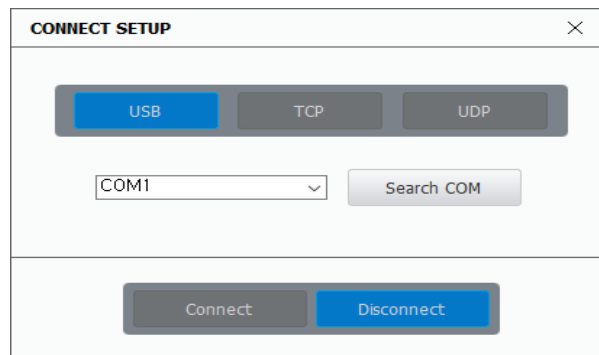 CONNECT SETUP
USB TCP UDP
COM1 Search COM
Connect Disconnect